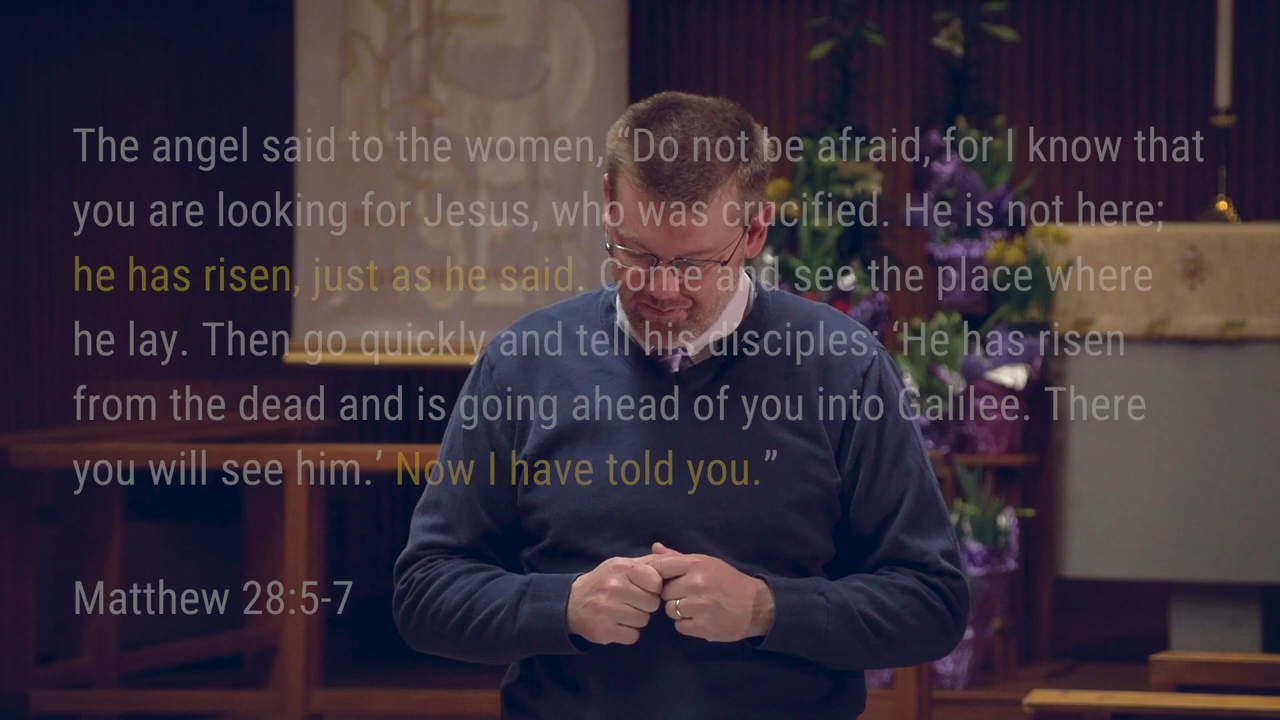 The angel said to the women, “Do not be afraid, for I know that
you are looking for Jesus, who was crucified. He is not here;
he has risen, just as he said. Come and see the place where
he lay. Then go quickly and tell his disciples: ‘He has risen
from the dead and is going ahead of you into Galilee. There
you will see him.’ Now I have told you.”
Matthew 28:5-7